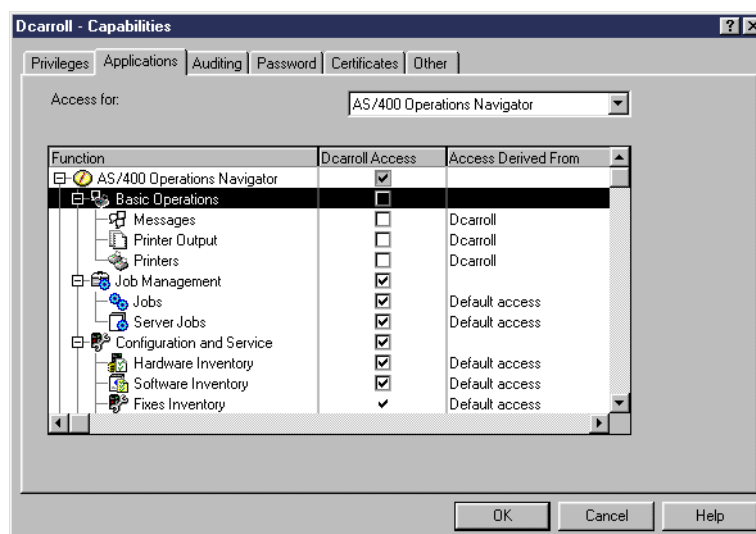 Dcarroll - Capabilities
Privileges Applications Auditing Password Certificates Other
Access for: AS/400 Operations Navigator
Function Dcarroll Access Access Derived From
AS/400 Operations Navigator
Basic Operations
Messages Dcarroll
Printer Output Dcarroll
Printers Dcarroll
Job Management
Jobs Default access
Server Jobs Default access
Configuration and Service
Hardware Inventory Default access
Software Inventory Default access
Fixes Inventory Default access
OK Cancel Help